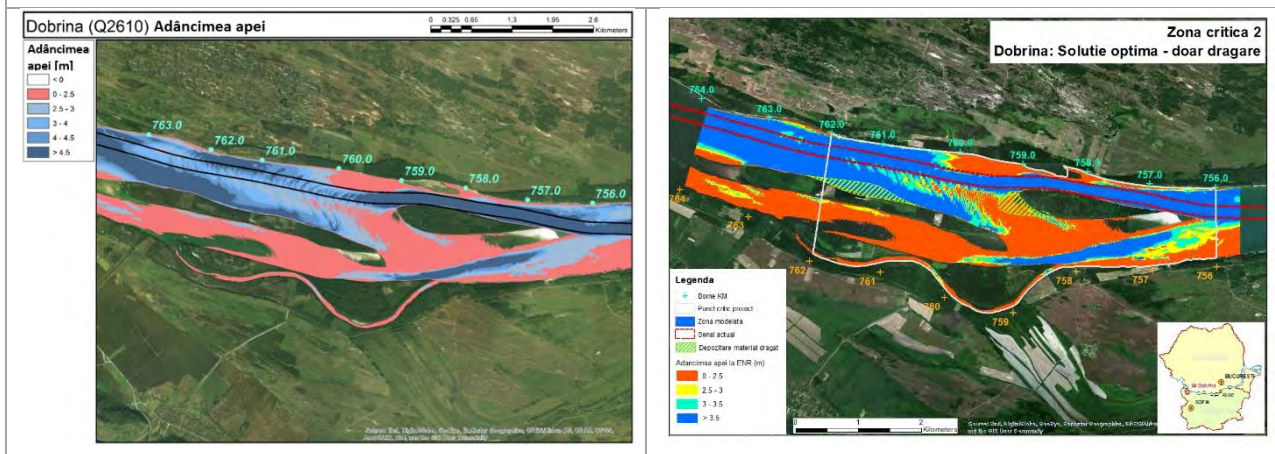 Dobrina (Q2610) Adâncimea apei
0 0.325 0.65 1.3 1.95 2.6
Kilometers
Adâncimea
apei [m]
< 0
0 - 2.5
2.5 - 3
3 - 4
4 - 4.5
> 4.5
763.0
762.0
761.0
760.0
759.0
758.0
757.0
756.0
Zona critica 2
Dobrina: Solutie optima - doar dragare
764.0
763.0
762.0
761.0
760.0
759.0
758.0
757.0
756.0
764
763
762
761
760
759
758
757
756
Legenda
Borne KM
Punct critic proiect
Zona modelata
Senal actual
Depozitare material dragat
Adancimea apei la ENR (m)
0 - 2.5
2.5 - 3
3 - 3.5
> 3.5
0 1 2
Kilometers
BUCURESTI
Dobrina
RUSE
SOFIA